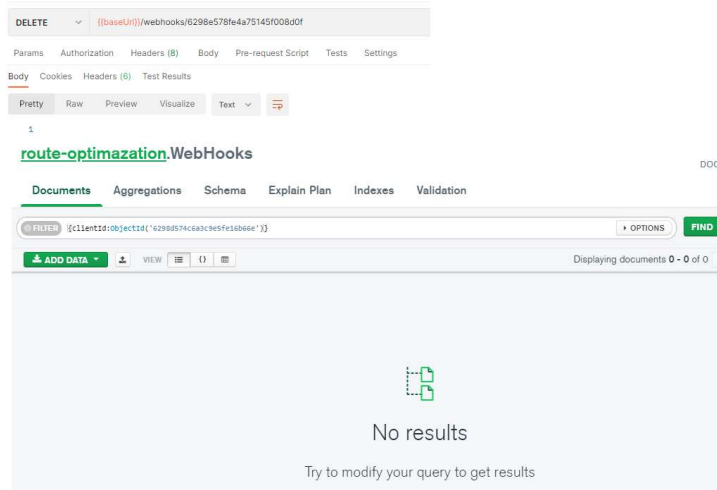 DELETE {{baseUrl}}/webhooks/6298e578fe4a75145f008d0f
Params Authorization Headers (8) Body Pre-request Script Tests Settings
Body Cookies Headers (6) Test Results
Pretty Raw Preview Visualize Text
1
route-optimazation.WebHooks
DOC
Documents Aggregations Schema Explain Plan Indexes Validation
FILTER {clientId:ObjectId('6298d574c6a3c9e5fe16b66e')} OPTIONS FIND
ADD DATA VIEW {} Displaying documents 0 - 0 of 0
No results
Try to modify your query to get results